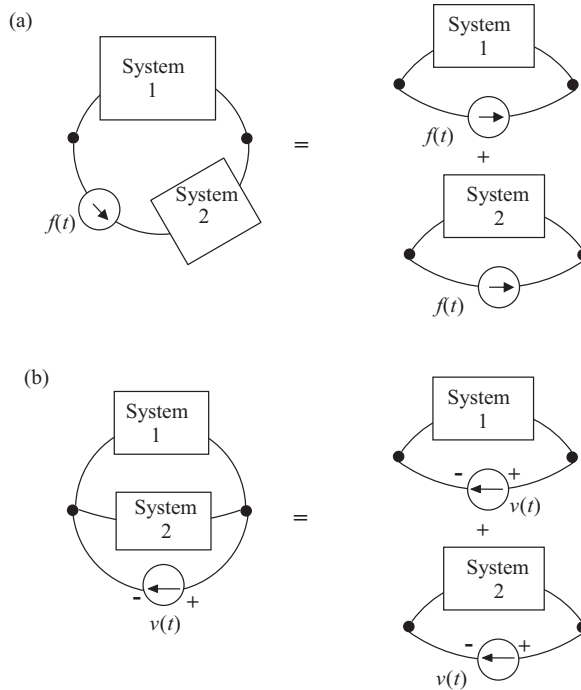 (a)
System
1
f(t)
System
2
=
System
1
f(t)
+
System
2
f(t)
(b)
System
1
System
2
- +
v(t)
=
System
1
- +
v(t)
+
System
2
- +
v(t)